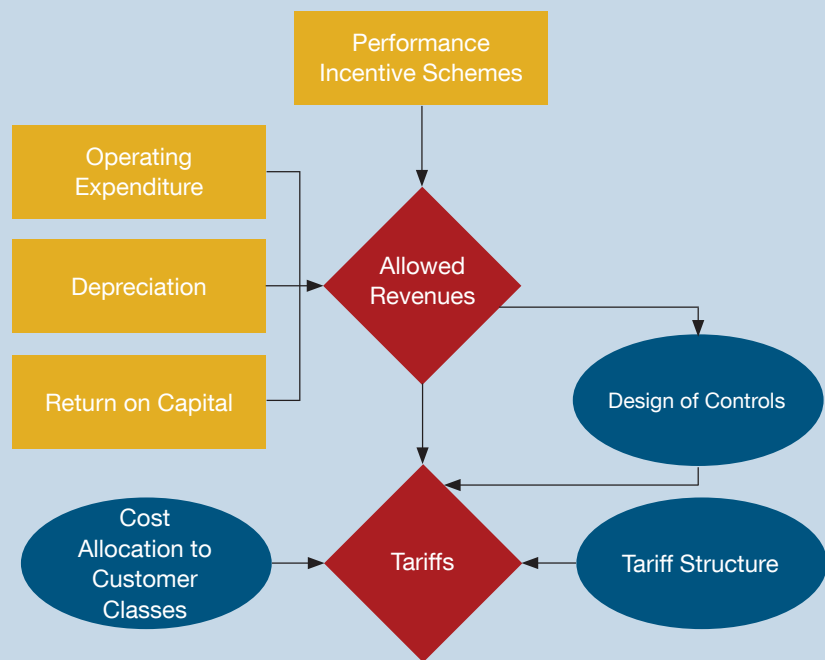 Performance
Incentive Schemes
Operating
Expenditure
Depreciation
Return on Capital
Allowed
Revenues
Design of Controls
Cost
Allocation to
Customer
Classes
Tariffs
Tariff Structure